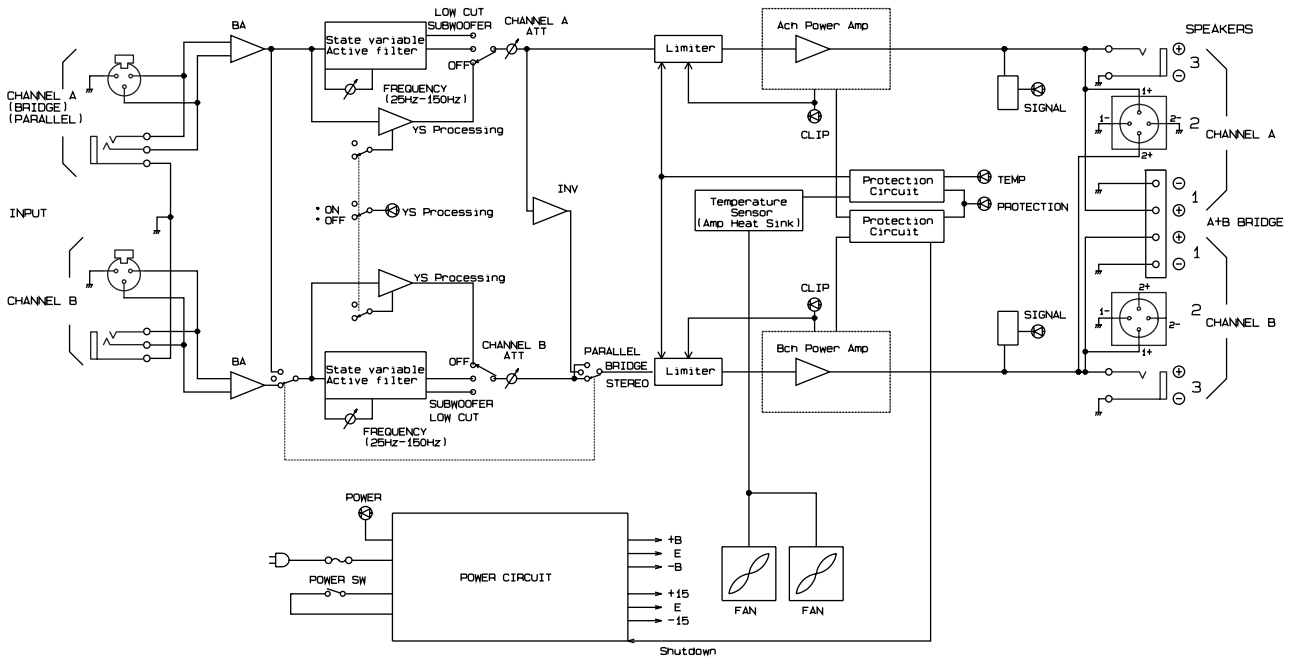 LOW CUT
SUBWOOFER
CHANNEL A
ATT
BA
State variable
Active filter
OFF
FREQUENCY
(25Hz-150Hz)
YS Processing
CHANNEL A
(BRIDGE)
(PARALLEL)
INPUT
CHANNEL B
• ON
• OFF
YS Processing
YS Processing
INV
BA
State variable
Active filter
OFF
SUBWOOFER
LOW CUT
FREQUENCY
(25Hz-150Hz)
CHANNEL B
ATT
PARALLEL
BRIDGE
STEREO
Limiter
Ach Power Amp
CLIP
Temperature
Sensor
(Amp Heat Sink)
Protection
Circuit
Protection
Circuit
TEMP
PROTECTION
CLIP
Limiter
Bch Power Amp
SIGNAL
SIGNAL
SPEAKERS
+
3
-
1+
1-
2-
2
2+
CHANNEL A
-
1
+
A+B BRIDGE
+
1
-
2+
1-
2-
2
1+
CHANNEL B
+
3
-
POWER
POWER SW
POWER CIRCUIT
+B
E
-B
+15
E
-15
Shutdown
FAN
FAN